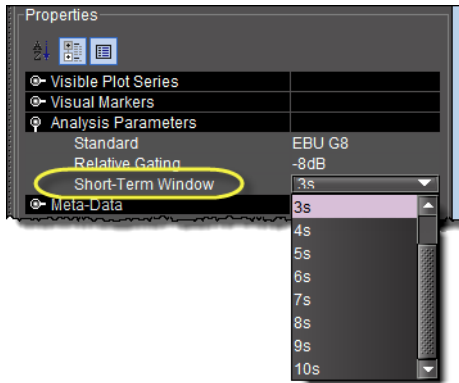 Properties
Visible Plot Series
Visual Markers
Analysis Parameters
Standard EBU G8
Relative Gating -8dB
Short-Term Window 3s
Meta-Data
3s
4s
5s
6s
7s
8s
9s
10s